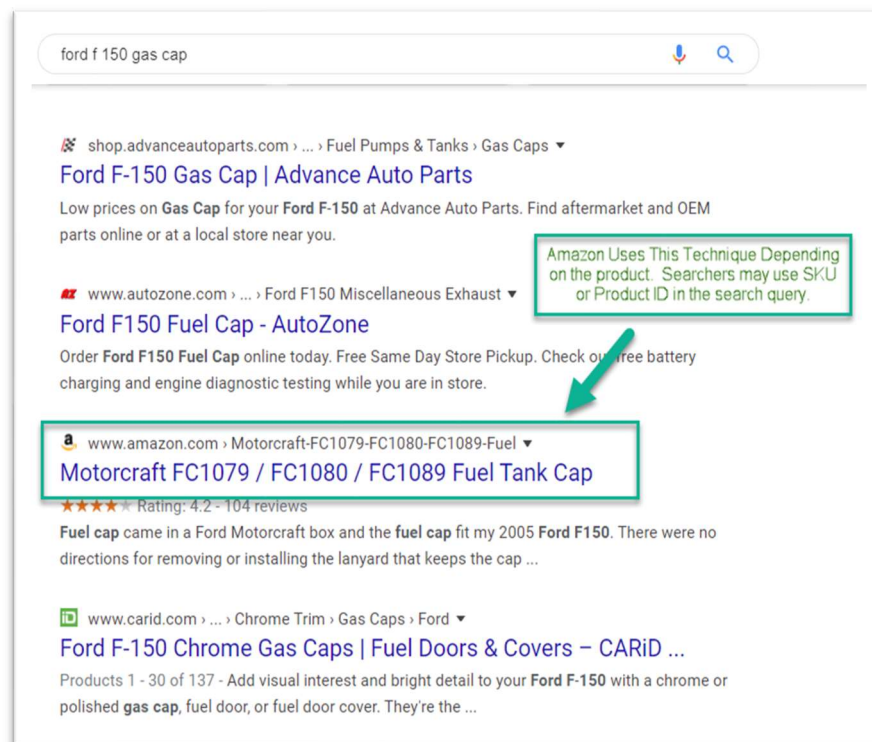 ford f 150 gas cap
shop.advanceautoparts.com › ... › Fuel Pumps & Tanks › Gas Caps ▼
Ford F-150 Gas Cap | Advance Auto Parts
Low prices on Gas Cap for your Ford F-150 at Advance Auto Parts. Find aftermarket and OEM
parts online or at a local store near you.
Amazon Uses This Technique Depending
on the product. Searchers may use SKU
or Product ID in the search query.
www.autozone.com › ... › Ford F150 Miscellaneous Exhaust ▼
Ford F150 Fuel Cap - AutoZone
Order Ford F150 Fuel Cap online today. Free Same Day Store Pickup. Check our free battery
charging and engine diagnostic testing while you are in store.
www.amazon.com › Motorcraft-FC1079-FC1080-FC1089-Fuel ▼
Motorcraft FC1079 / FC1080 / FC1089 Fuel Tank Cap
★★★★★ Rating: 4.2 - 104 reviews
Fuel cap came in a Ford Motorcraft box and the fuel cap fit my 2005 Ford F150. There were no
directions for removing or installing the lanyard that keeps the cap ...
iD www.carid.com › ... › Chrome Trim › Gas Caps › Ford ▼
Ford F-150 Chrome Gas Caps | Fuel Doors & Covers – CARiD ...
Products 1 - 30 of 137 - Add visual interest and bright detail to your Ford F-150 with a chrome or
polished gas cap, fuel door, or fuel door cover. They're the ...